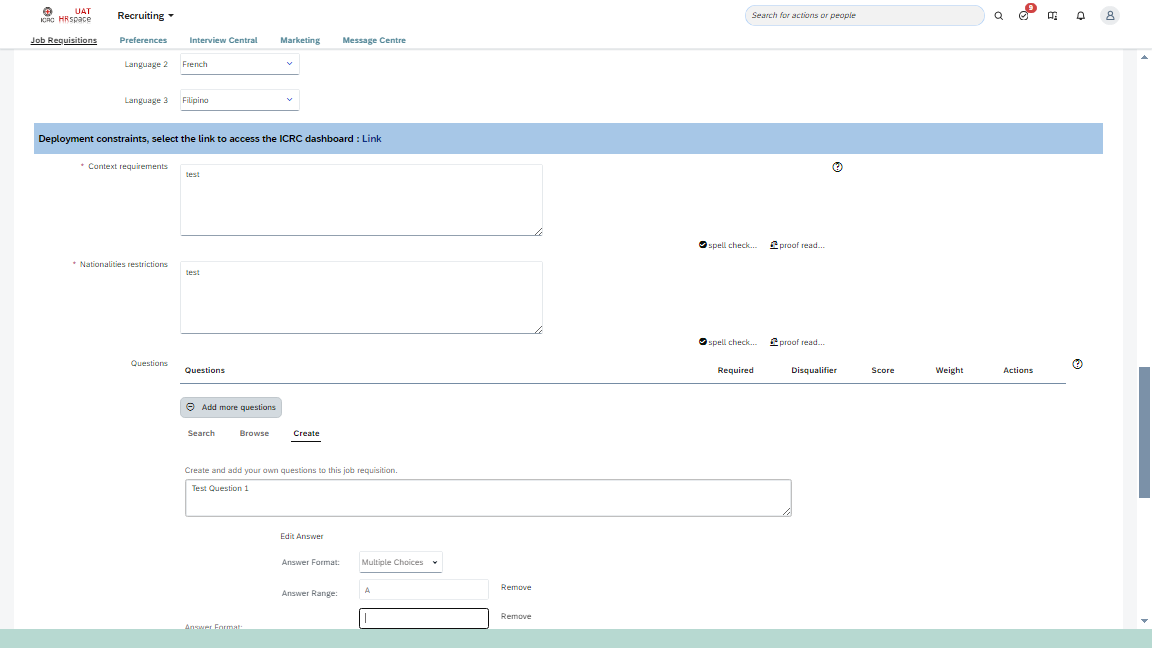 ICRC UAT HRspace
Recruiting
Search for actions or people
9
Job Requisitions Preferences Interview Central Marketing Message Centre
Language 2 French
Language 3 Filipino
Deployment constraints, select the link to access the ICRC dashboard : Link
* Context requirements test
spell check... proof read...
* Nationalities restrictions test
spell check... proof read...
Questions
Questions Required Disqualifier Score Weight Actions
Add more questions
Search Browse Create
Create and add your own questions to this job requisition.
Test Question 1
Edit Answer
Answer Format: Multiple Choices
Answer Range: A Remove
Remove
Answer Format: